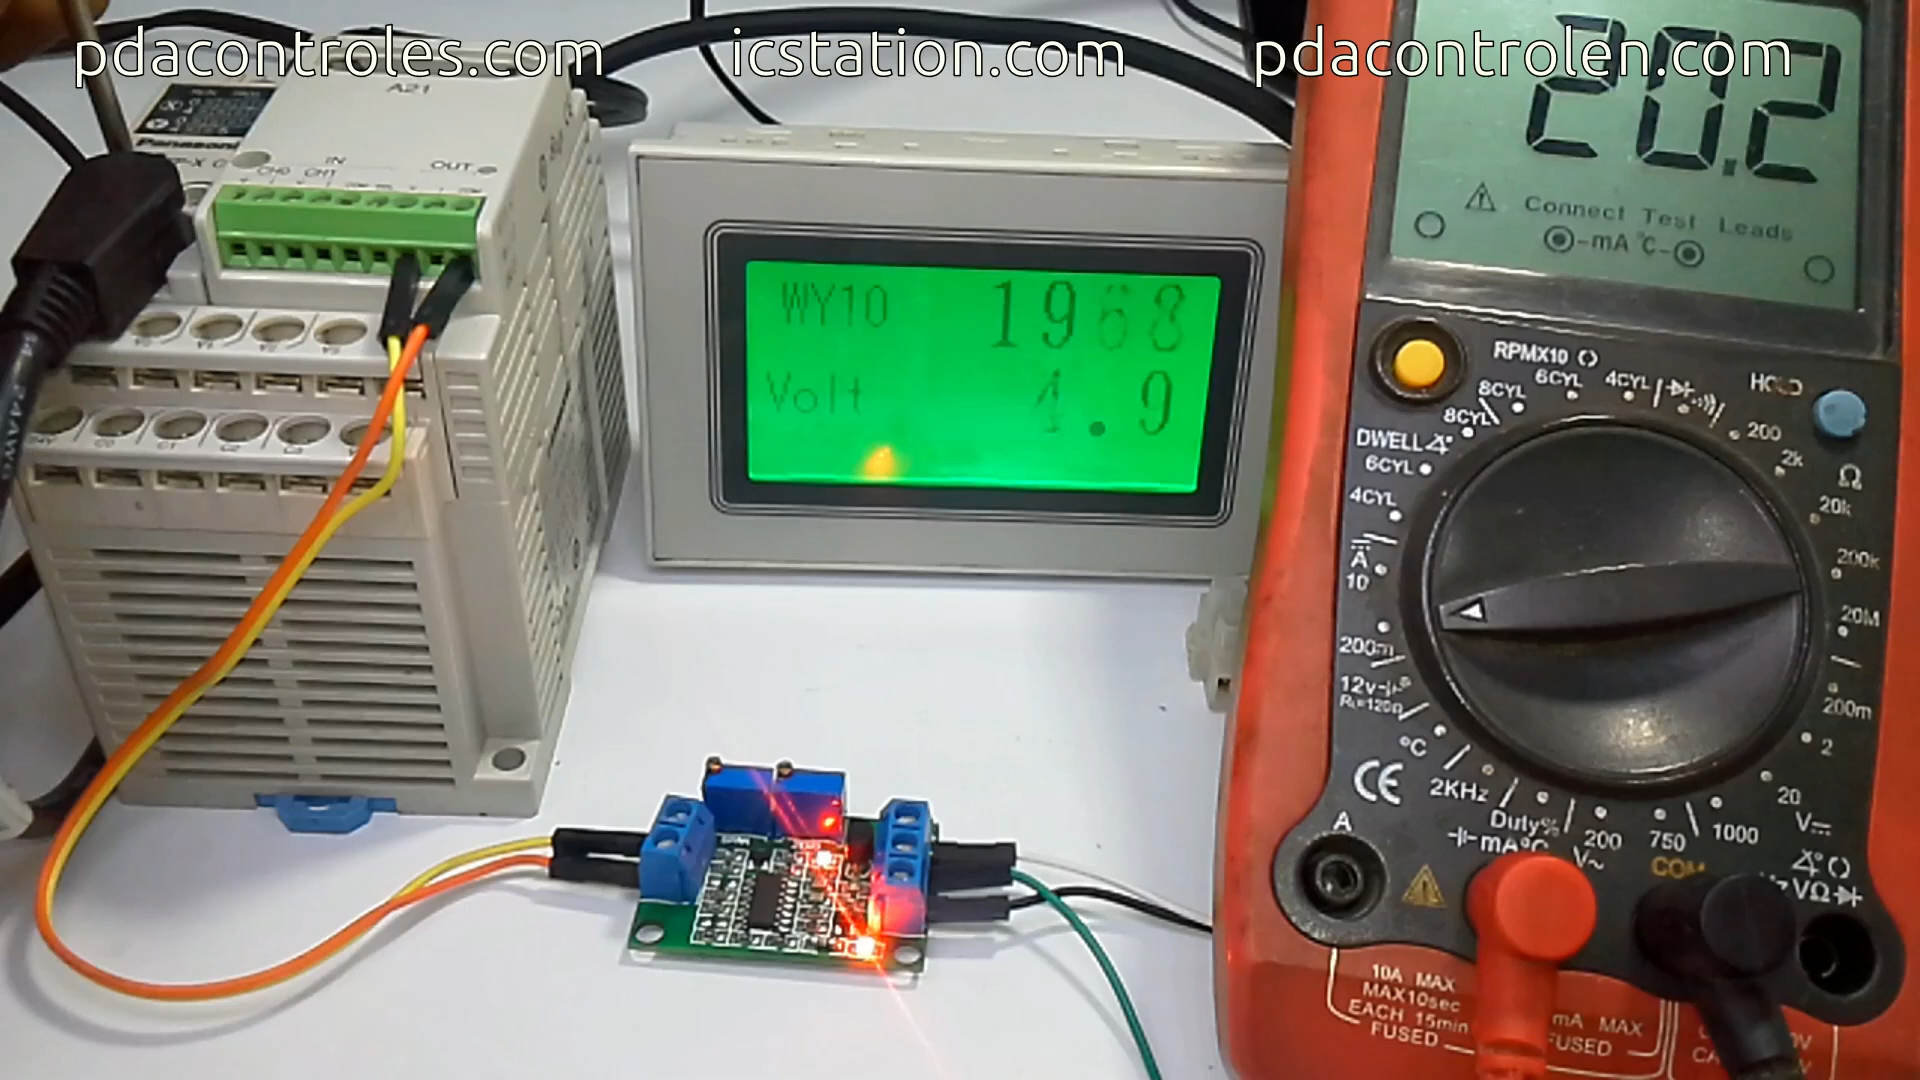 pdacontroles.com
icstation.com
pdacontrolen.com
A21
Panasonic
IN
OUT
CH0 CH1
WY10 1968
Volt 4.9
20.2
Connect Test Leads
-mA °C-
RPMX10
8CYL 6CYL 4CYL
HOLD
8CYL
DWELL
6CYL
4CYL
A
10
200m
12v
RL=120Ω
°C
2KHz
Duty%
mA°C
200
2k
Ω
20k
200k
20M
200m
2
20
V
1000
750
200
V~
CE
A
COM
VΩ
10A MAX
MAX10sec
EACH 15min
FUSED
mA MAX
FUSED